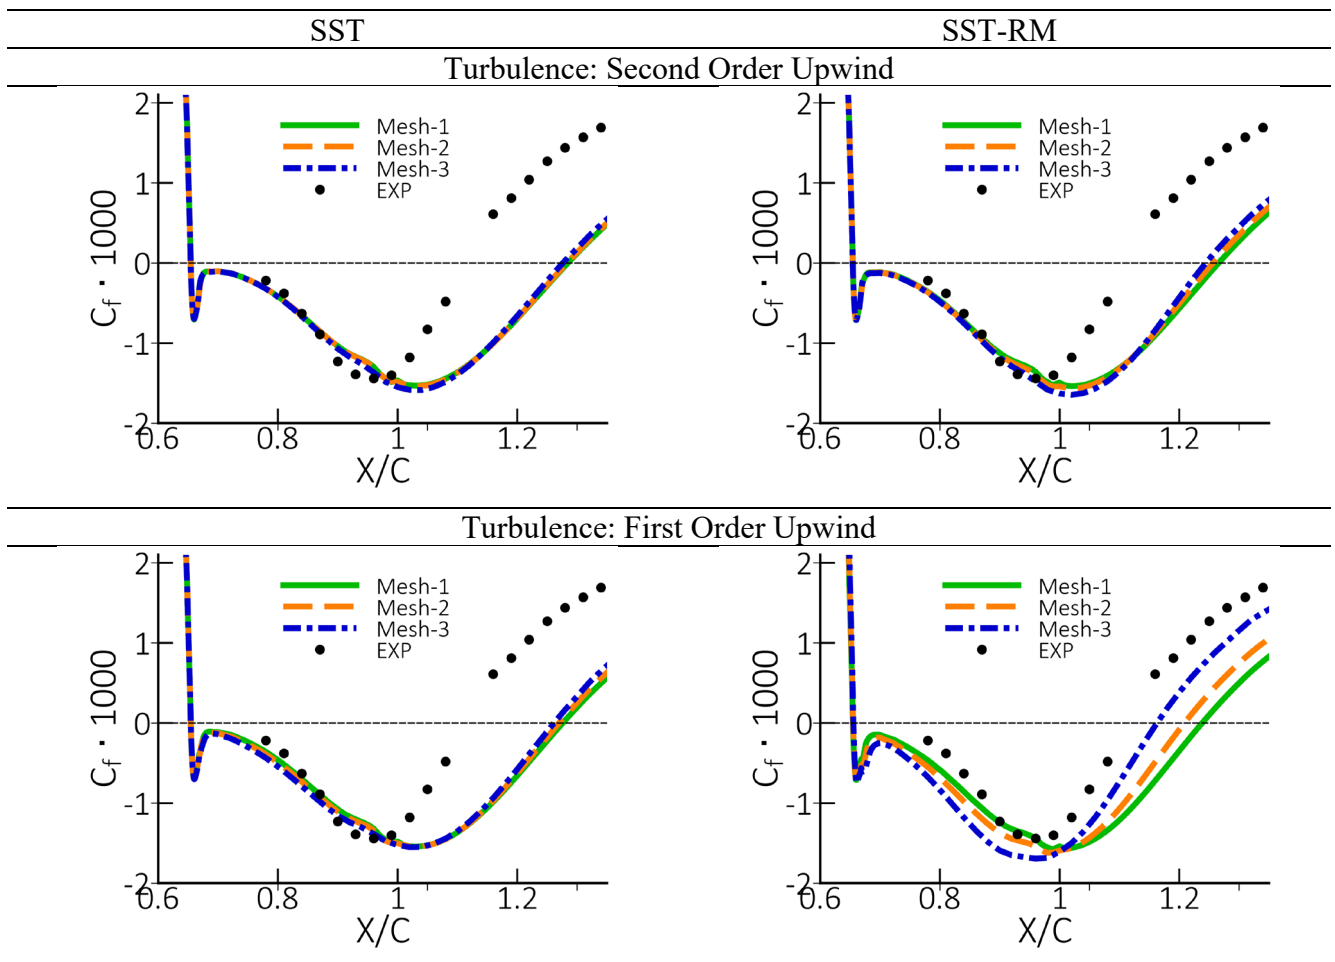 SST SST-RM
Turbulence: Second Order Upwind
2 1 0 -1 -2
Cf · 1000
Mesh-1
Mesh-2
Mesh-3
EXP
0.6 0.8 1 1.2
X/C
2 1 0 -1 -2
Cf · 1000
Mesh-1
Mesh-2
Mesh-3
EXP
0.6 0.8 1 1.2
X/C
Turbulence: First Order Upwind
2 1 0 -1 -2
Cf · 1000
Mesh-1
Mesh-2
Mesh-3
EXP
0.6 0.8 1 1.2
X/C
2 1 0 -1 -2
Cf · 1000
Mesh-1
Mesh-2
Mesh-3
EXP
0.6 0.8 1 1.2
X/C